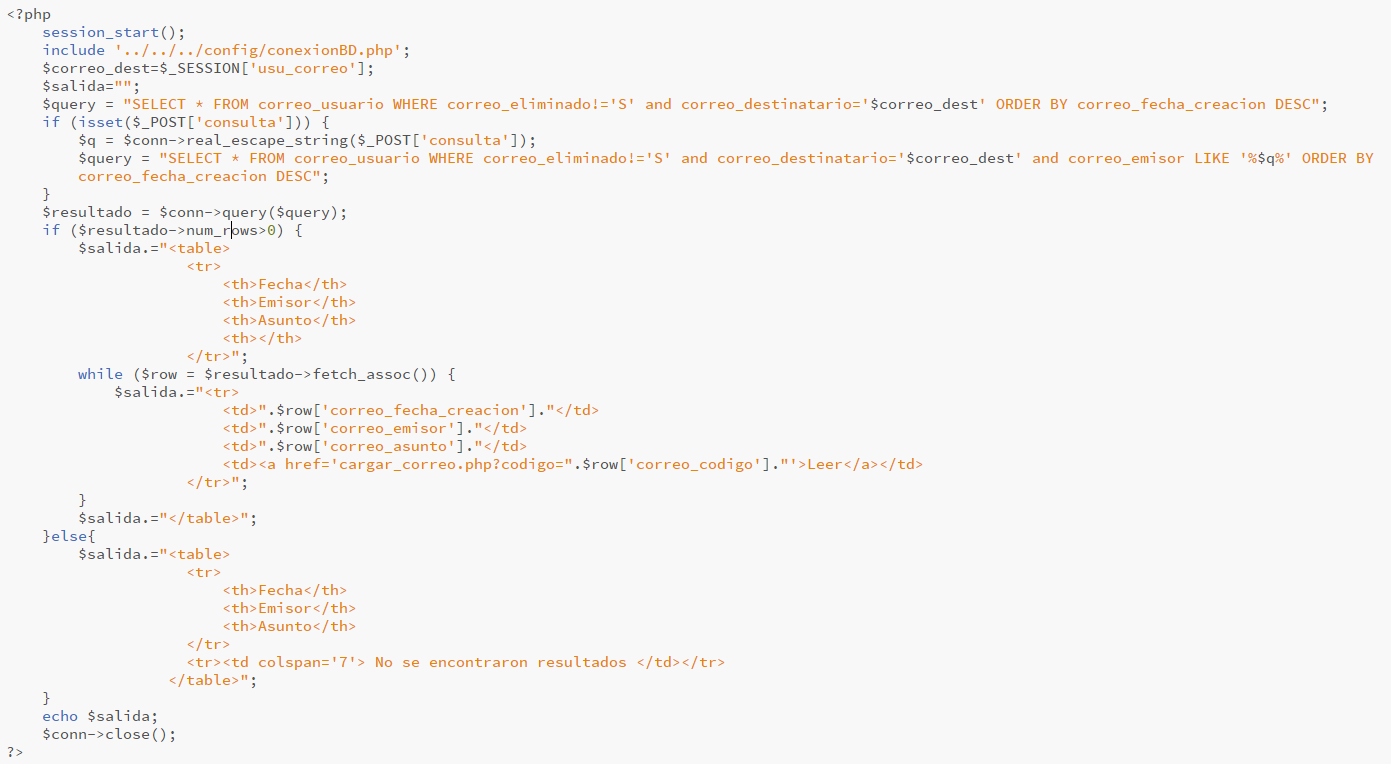 <?php
    session_start();
    include '../../../config/conexionBD.php';
    $correo_dest=$_SESSION['usu_correo'];
    $salida="";
    $query = "SELECT * FROM correo_usuario WHERE correo_eliminado!='S' and correo_destinatario='$correo_dest' ORDER BY correo_fecha_creacion DESC";
    if (isset($_POST['consulta'])) {
        $q = $conn->real_escape_string($_POST['consulta']);
        $query = "SELECT * FROM correo_usuario WHERE correo_eliminado!='S' and correo_destinatario='$correo_dest' and correo_emisor LIKE '%$q%' ORDER BY
        correo_fecha_creacion DESC";
    }
    $resultado = $conn->query($query);
    if ($resultado->num_rows>0) {
        $salida.="<table>
                    <tr>
                        <th>Fecha</th>
                        <th>Emisor</th>
                        <th>Asunto</th>
                        <th></th>
                    </tr>";
        while ($row = $resultado->fetch_assoc()) {
            $salida.="<tr>
                        <td>".$row['correo_fecha_creacion']."</td>
                        <td>".$row['correo_emisor']."</td>
                        <td>".$row['correo_asunto']."</td>
                        <td><a href='cargar_correo.php?codigo=".$row['correo_codigo']."'>Leer</a></td>
                    </tr>";
        }
        $salida.="</table>";
    }else{
        $salida.="<table>
                    <tr>
                        <th>Fecha</th>
                        <th>Emisor</th>
                        <th>Asunto</th>
                    </tr>
                    <tr><td colspan='7'> No se encontraron resultados </td></tr>
                  </table>";
    }
    echo $salida;
    $conn->close();
?>